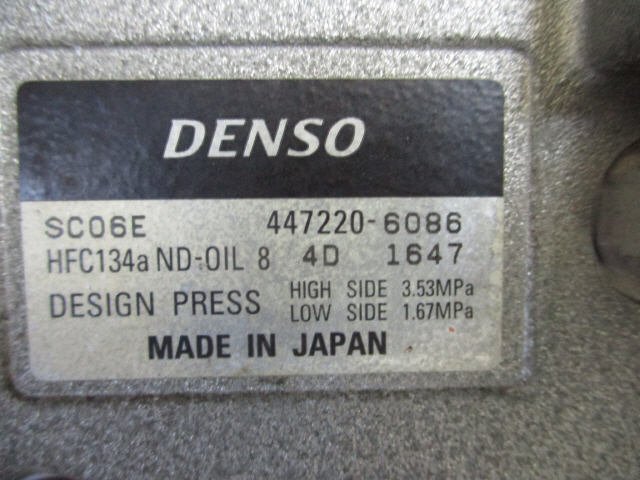 DENSO
SC06E 447220-6086
HFC134a ND-OIL 8 4D 1647
DESIGN PRESS HIGH SIDE 3.53MPa
LOW SIDE 1.67MPa
MADE IN JAPAN